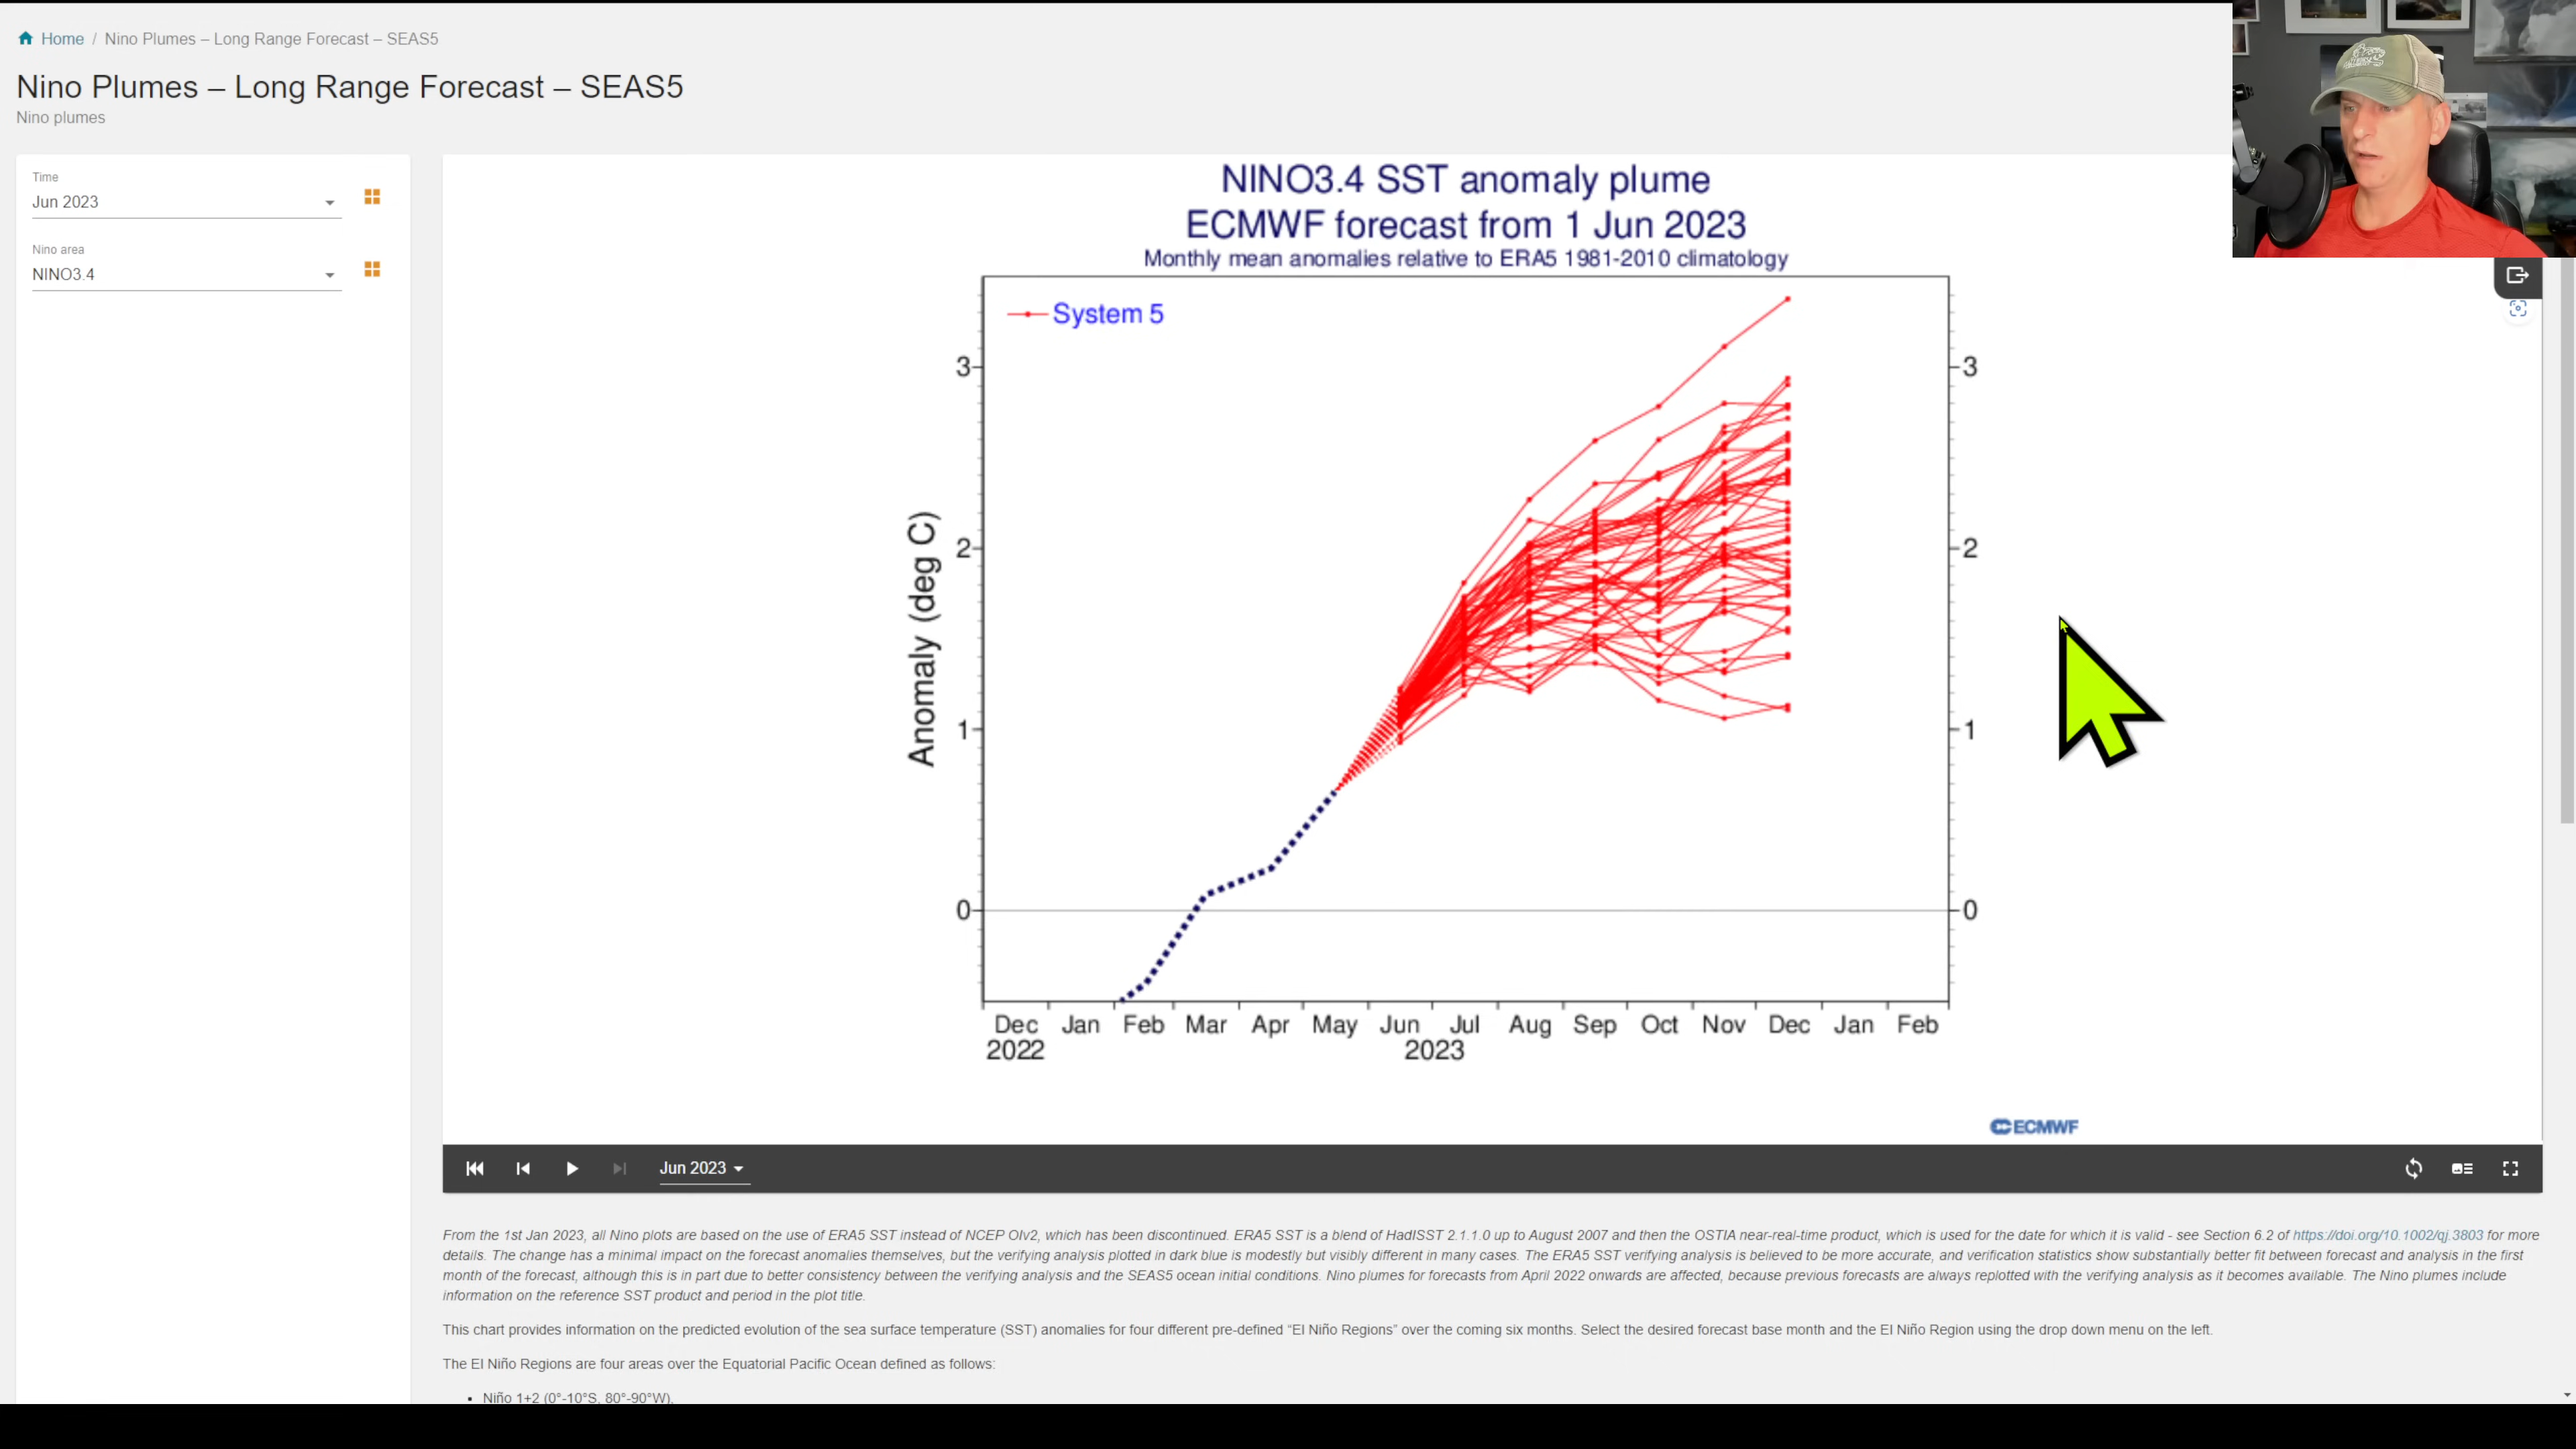 Home / Nino Plumes – Long Range Forecast – SEAS5
Nino Plumes – Long Range Forecast – SEAS5
Nino plumes
Time
Jun 2023
Nino area
NINO3.4
NINO3.4 SST anomaly plume
ECMWF forecast from 1 Jun 2023
Monthly mean anomalies relative to ERA5 1981-2010 climatology
System 5
3 3
2 2
1 1
0 0
Anomaly (deg C)
Dec Jan Feb Mar Apr May Jun Jul Aug Sep Oct Nov Dec Jan Feb
2022 2023
ECMWF
Jun 2023
From the 1st Jan 2023, all Nino plots are based on the use of ERA5 SST instead of NCEP OIv2, which has been discontinued. ERA5 SST is a blend of HadISST 2.1.1.0 up to August 2007 and then the OSTIA near-real-time product, which is used for the date for which it is valid - see Section 6.2 of https://doi.org/10.1002/qj.3803 for more
details. The change has a minimal impact on the forecast anomalies themselves, but the verifying analysis plotted in dark blue is modestly but visibly different in many cases. The ERA5 SST verifying analysis is believed to be more accurate, and verification statistics show substantially better fit between forecast and analysis in the first
month of the forecast, although this is in part due to better consistency between the verifying analysis and the SEAS5 ocean initial conditions. Nino plumes for forecasts from April 2022 onwards are affected, because previous forecasts are always replotted with the verifying analysis as it becomes available. The Nino plumes include
information on the reference SST product and period in the plot title.
This chart provides information on the predicted evolution of the sea surface temperature (SST) anomalies for four different pre-defined “El Niño Regions” over the coming six months. Select the desired forecast base month and the El Niño Region using the drop down menu on the left.
The El Niño Regions are four areas over the Equatorial Pacific Ocean defined as follows:
• Niño 1+2 (0°-10°S, 80°-90°W).